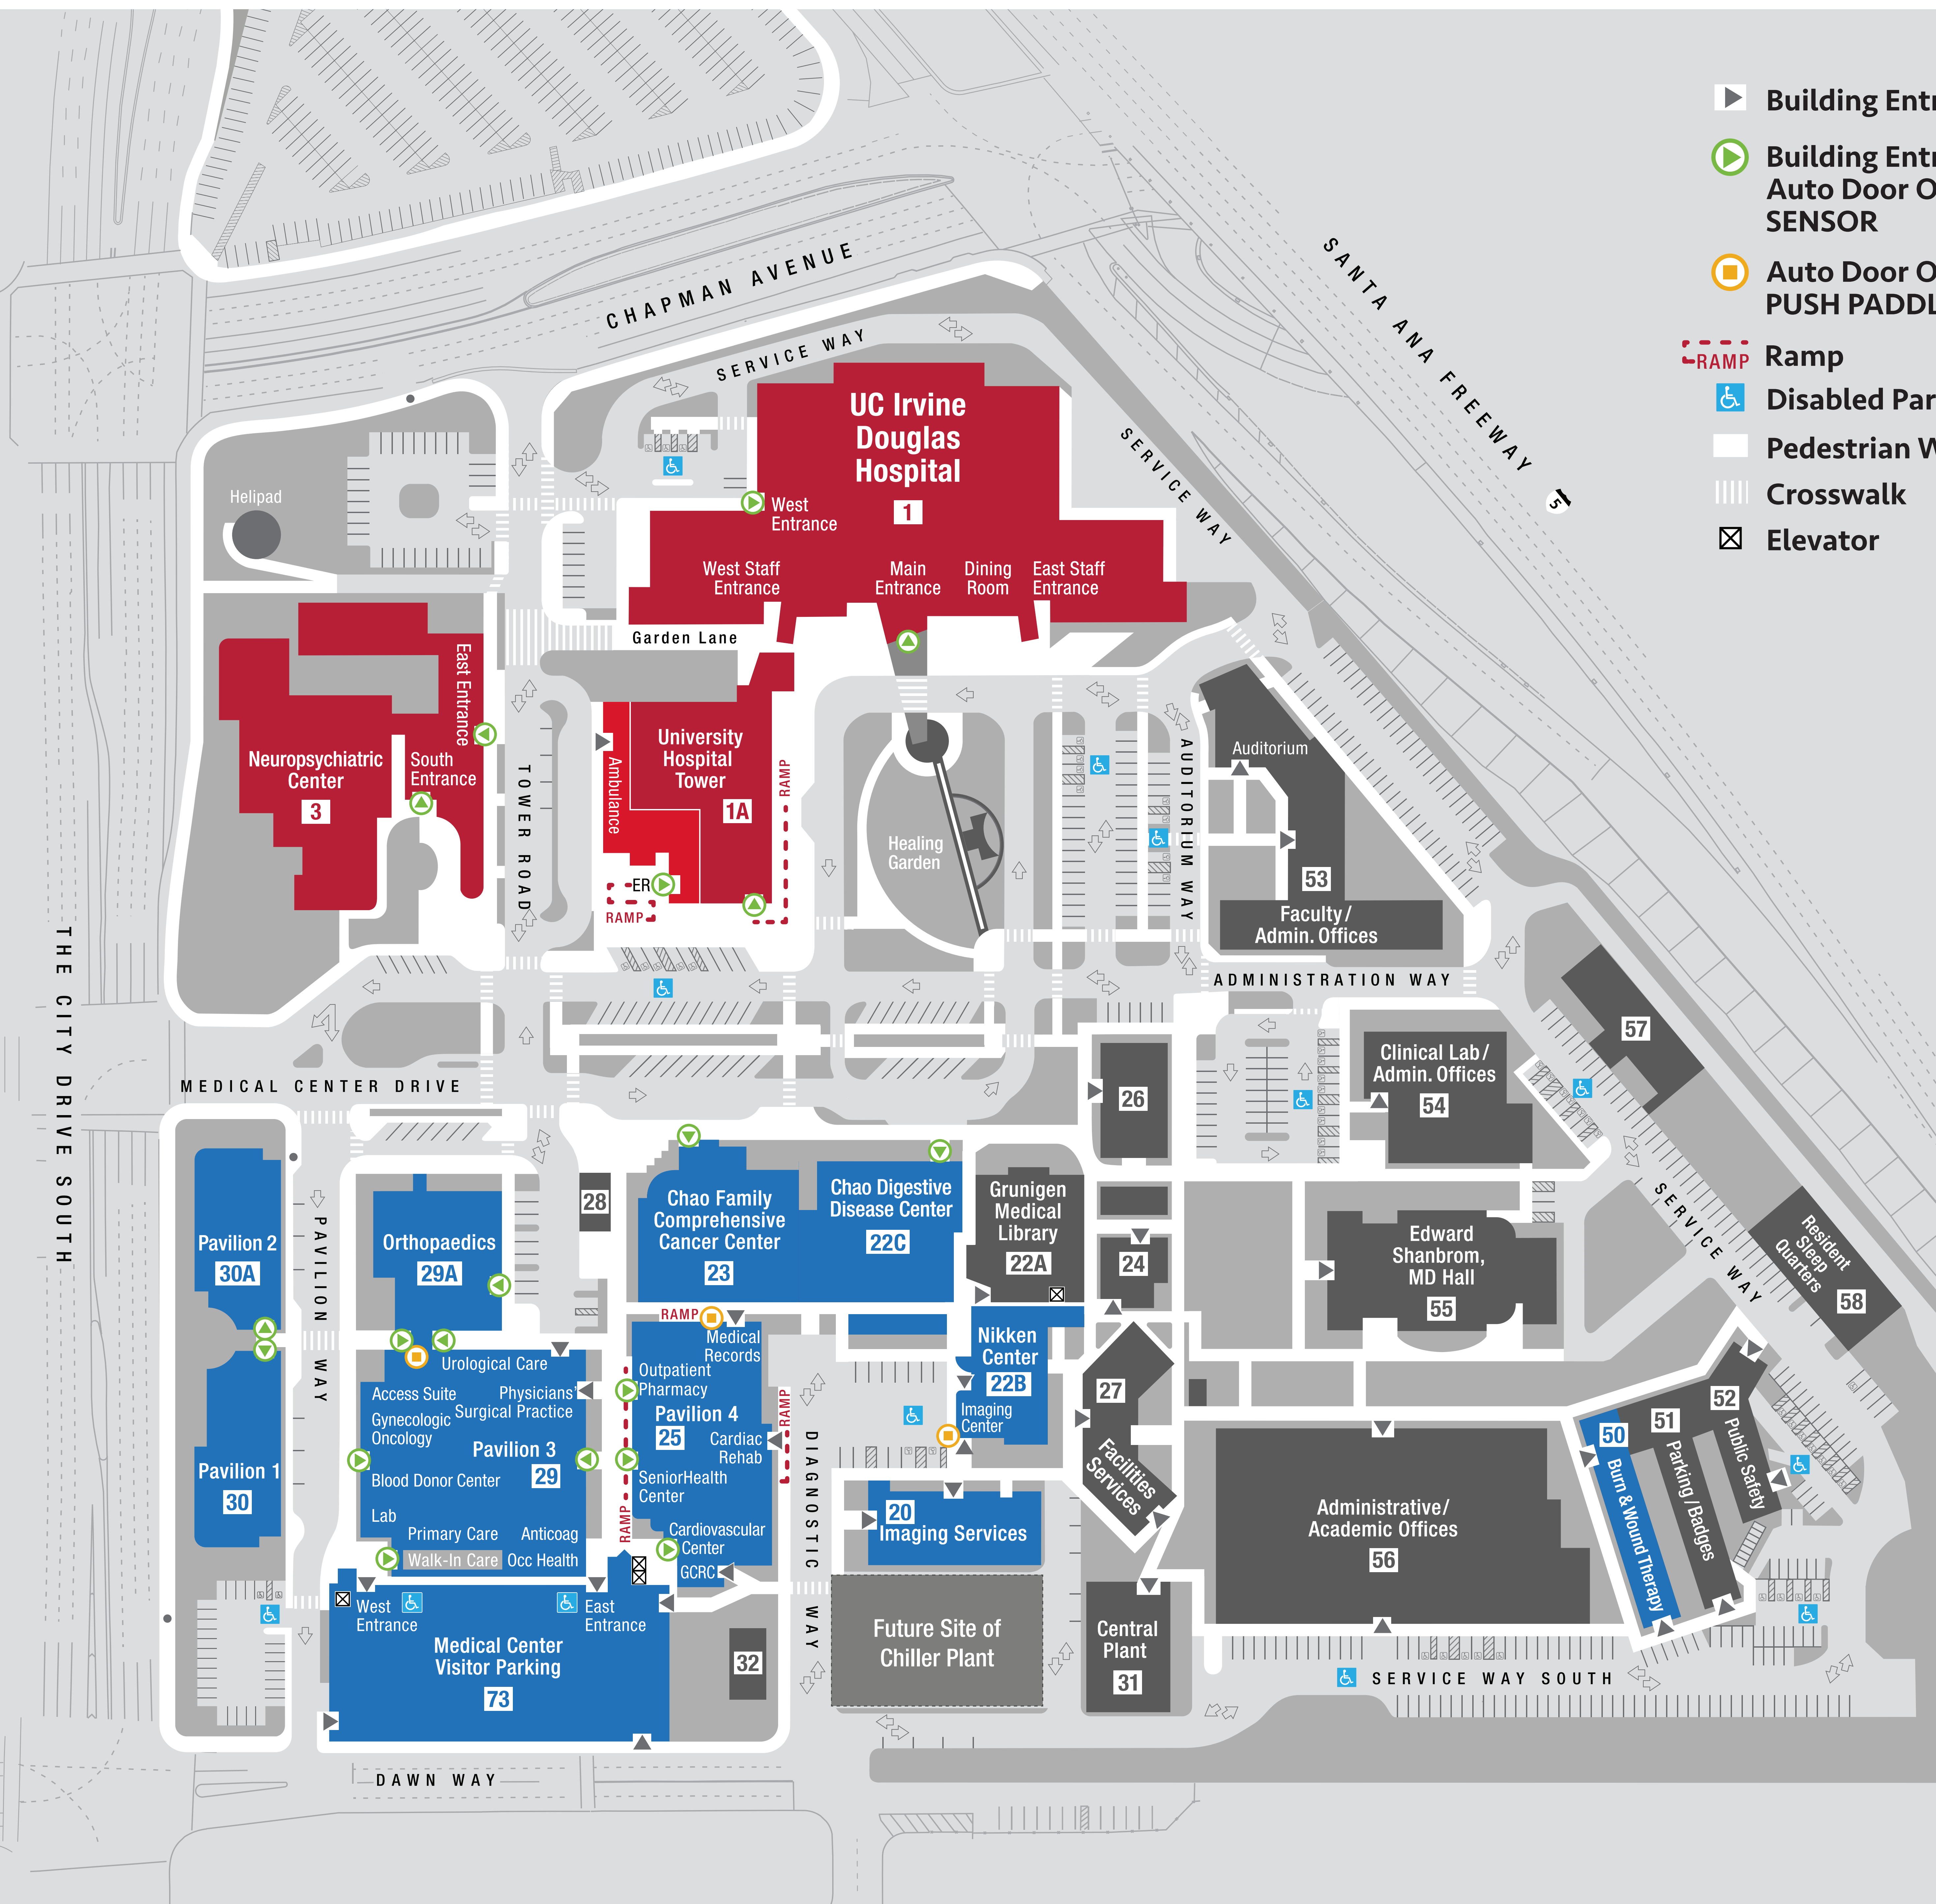 Building Entr
Building Entr
Auto Door O
SENSOR
Auto Door O
PUSH PADDL
RAMP
Ramp
Disabled Par
Pedestrian W
Crosswalk
Elevator
SANTA ANA FREEWAY
5
CHAPMAN AVENUE
SERVICE WAY
SERVICE WAY
UC Irvine
Douglas
Hospital
1
West
Entrance
West Staff
Entrance
Main
Entrance
Dining
Room
East Staff
Entrance
Helipad
Garden Lane
East Entrance
Neuropsychiatric
Center
3
South
Entrance
TOWER ROAD
Ambulance
University
Hospital
Tower
1A
RAMP
ER
RAMP
Healing
Garden
AUDITORIUM WAY
Auditorium
53
Faculty/
Admin. Offices
ADMINISTRATION WAY
THE CITY DRIVE SOUTH
MEDICAL CENTER DRIVE
57
Clinical Lab/
Admin. Offices
54
26
28
Pavilion 2
30A
PAVILION WAY
Orthopaedics
29A
Chao Family
Comprehensive
Cancer Center
23
Chao Digestive
Disease Center
22C
Grunigen
Medical
Library
22A
24
Edward
Shanbrom,
MD Hall
55
SERVICE WAY
Resident
Sleep
Quarters
58
RAMP
Medical
Records
Nikken
Center
22B
Imaging
Center
27
Facilities
Services
Urological Care
Access Suite
Physicians'
Surgical Practice
Gynecologic
Oncology
Pavilion 3
29
Blood Donor Center
Lab
Primary Care
Anticoag
Walk-In Care
Occ Health
Outpatient
Pharmacy
Pavilion 4
25
Cardiac
Rehab
RAMP
SeniorHealth
Center
RAMP
Cardiovascular
Center
GCRC
DIAGNOSTIC WAY
Pavilion 1
30
20
Imaging Services
Administrative/
Academic Offices
56
50
Burn & Wound Therapy
51
Parking / Badges
52
Public Safety
West
Entrance
East
Entrance
Medical Center
Visitor Parking
73
32
Future Site of
Chiller Plant
Central
Plant
31
SERVICE WAY SOUTH
DAWN WAY